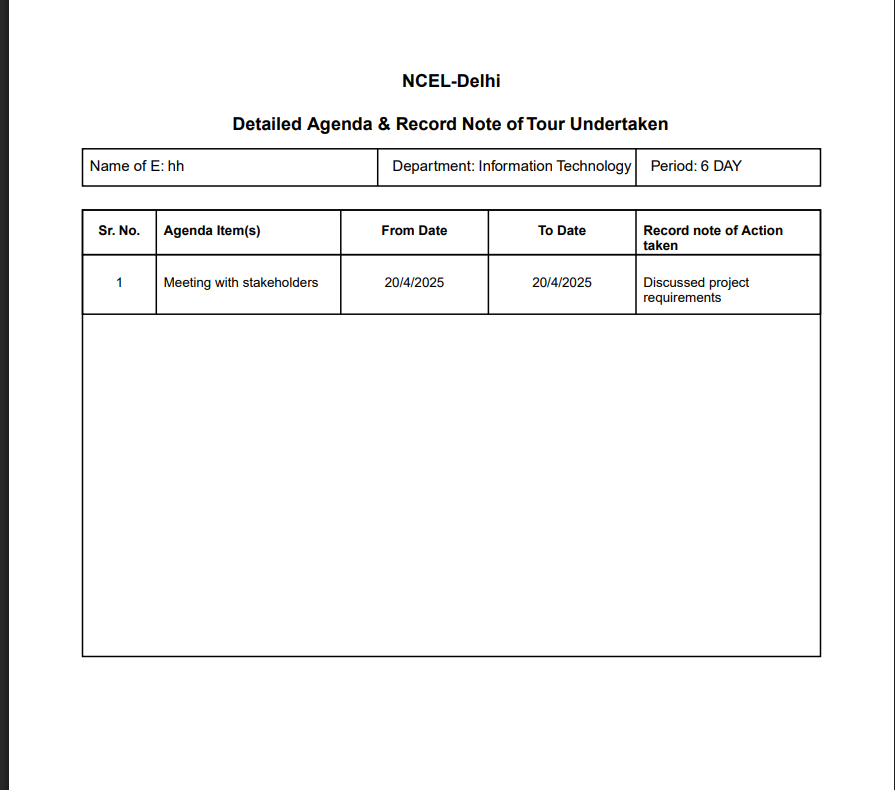 NCEL-Delhi
Detailed Agenda & Record Note of Tour Undertaken
Name of E: hh Department: Information Technology Period: 6 DAY
Sr. No. Agenda Item(s) From Date To Date Record note of Action
taken
1 Meeting with stakeholders 20/4/2025 20/4/2025 Discussed project
requirements